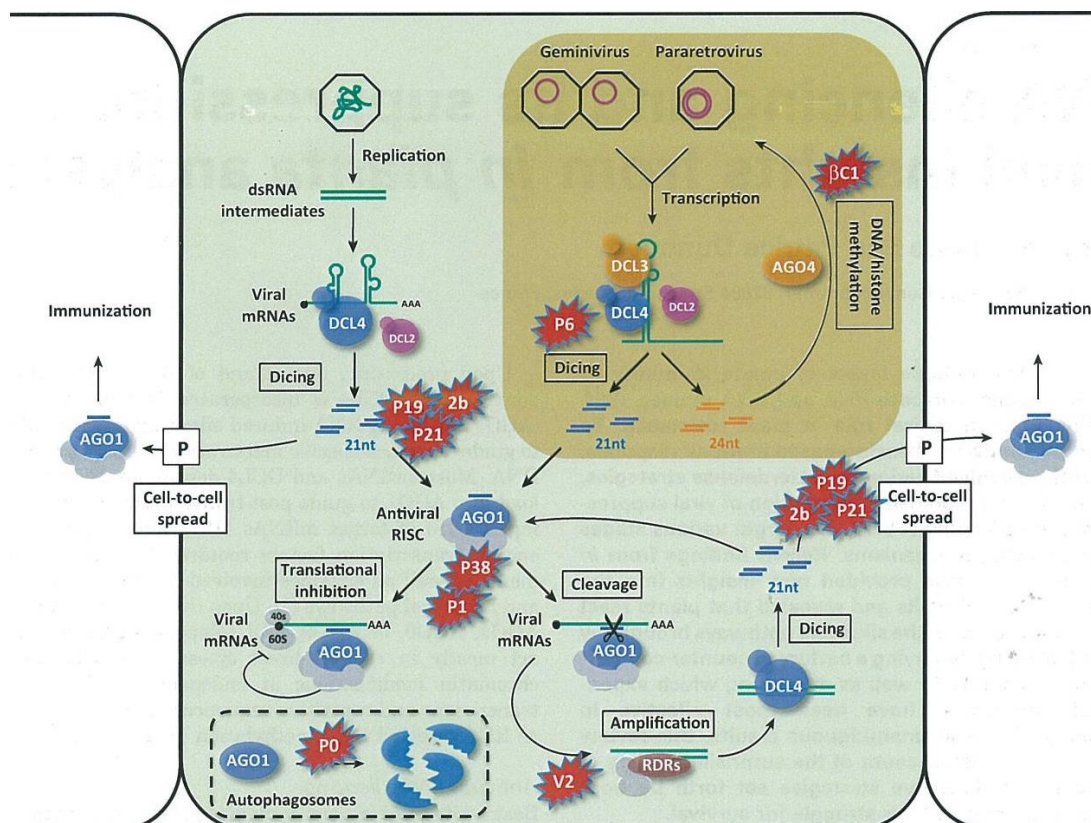 Geminivirus Pararetrovirus
Replication
βC1
dsRNA
intermediates
Transcription
DNA/histone
methylation
DCL3
AGO4
Viral
mRNAs
AAA
DCL4
DCL2
P6
DCL4
DCL2
Immunization
Immunization
Dicing
Dicing
P19
2b
P21
21nt
21nt
24nt
AGO1
P
P
AGO1
Cell-to-cell
spread
Cell-to-cell
spread
P19
2b
P21
Antiviral
RISC
AGO1
21nt
P38
P1
Translational
inhibition
Cleavage
Dicing
Viral
mRNAs
40s
60S
AAA
AGO1
Viral
mRNAs
AAA
AGO1
DCL4
Amplification
RDRs
V2
AGO1
P0
Autophagosomes